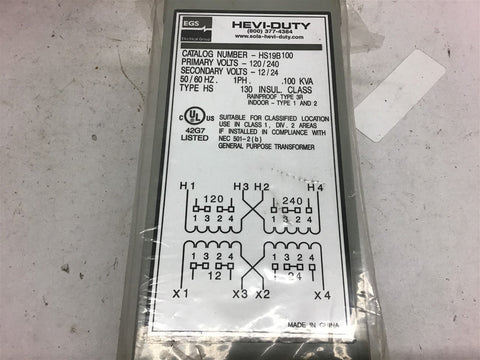 EGS
Electrical Group
HEVI-DUTY
(800) 377-4384
www.sola-hevi-duty.com
CATALOG NUMBER - HS19B100
PRIMARY VOLTS - 120/240
SECONDARY VOLTS - 12/24
50/60 HZ. 1PH. .100 KVA
TYPE HS 130 INSUL. CLASS
RAINPROOF TYPE 3R
INDOOR - TYPE 1 AND 2
C UL US
42G7
LISTED
SUITABLE FOR CLASSIFIED LOCATION
USE IN CLASS 1, DIV. 2 AREAS
IF INSTALLED IN COMPLIANCE WITH
NEC 501-2(b)
GENERAL PURPOSE TRANSFORMER
H1 H3 H2 H4
120 240
1 3 2 4 1 3 2 4
4 2 3 1 4 2 3 1
12 24
X1 X3 X2 X4
MADE IN CHINA